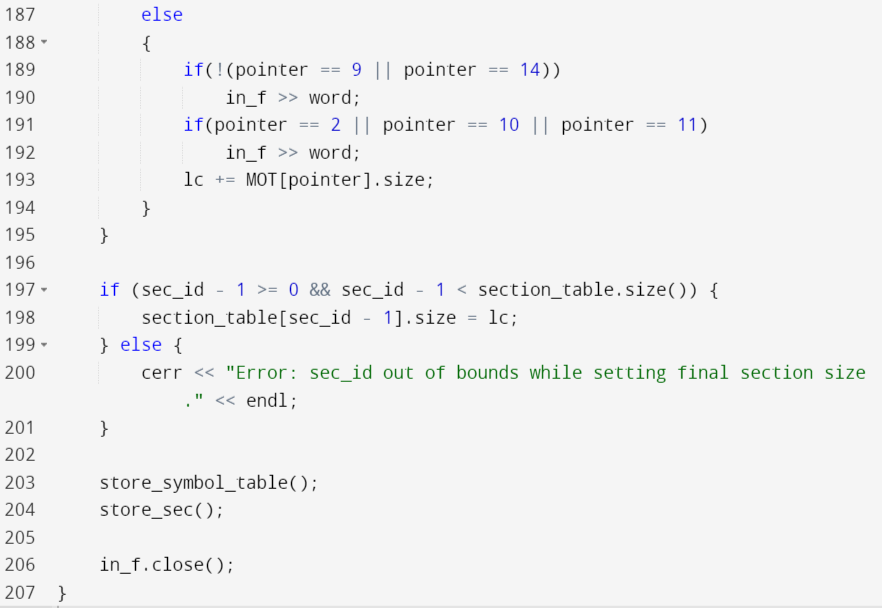 187 else
188 {
189 if(!(pointer == 9 || pointer == 14))
190 in_f >> word;
191 if(pointer == 2 || pointer == 10 || pointer == 11)
192 in_f >> word;
193 lc += MOT[pointer].size;
194 }
195 }
196
197 if (sec_id - 1 >= 0 && sec_id - 1 < section_table.size()) {
198 section_table[sec_id - 1].size = lc;
199 } else {
200 cerr << "Error: sec_id out of bounds while setting final section size
." << endl;
201 }
202
203 store_symbol_table();
204 store_sec();
205
206 in_f.close();
207 }